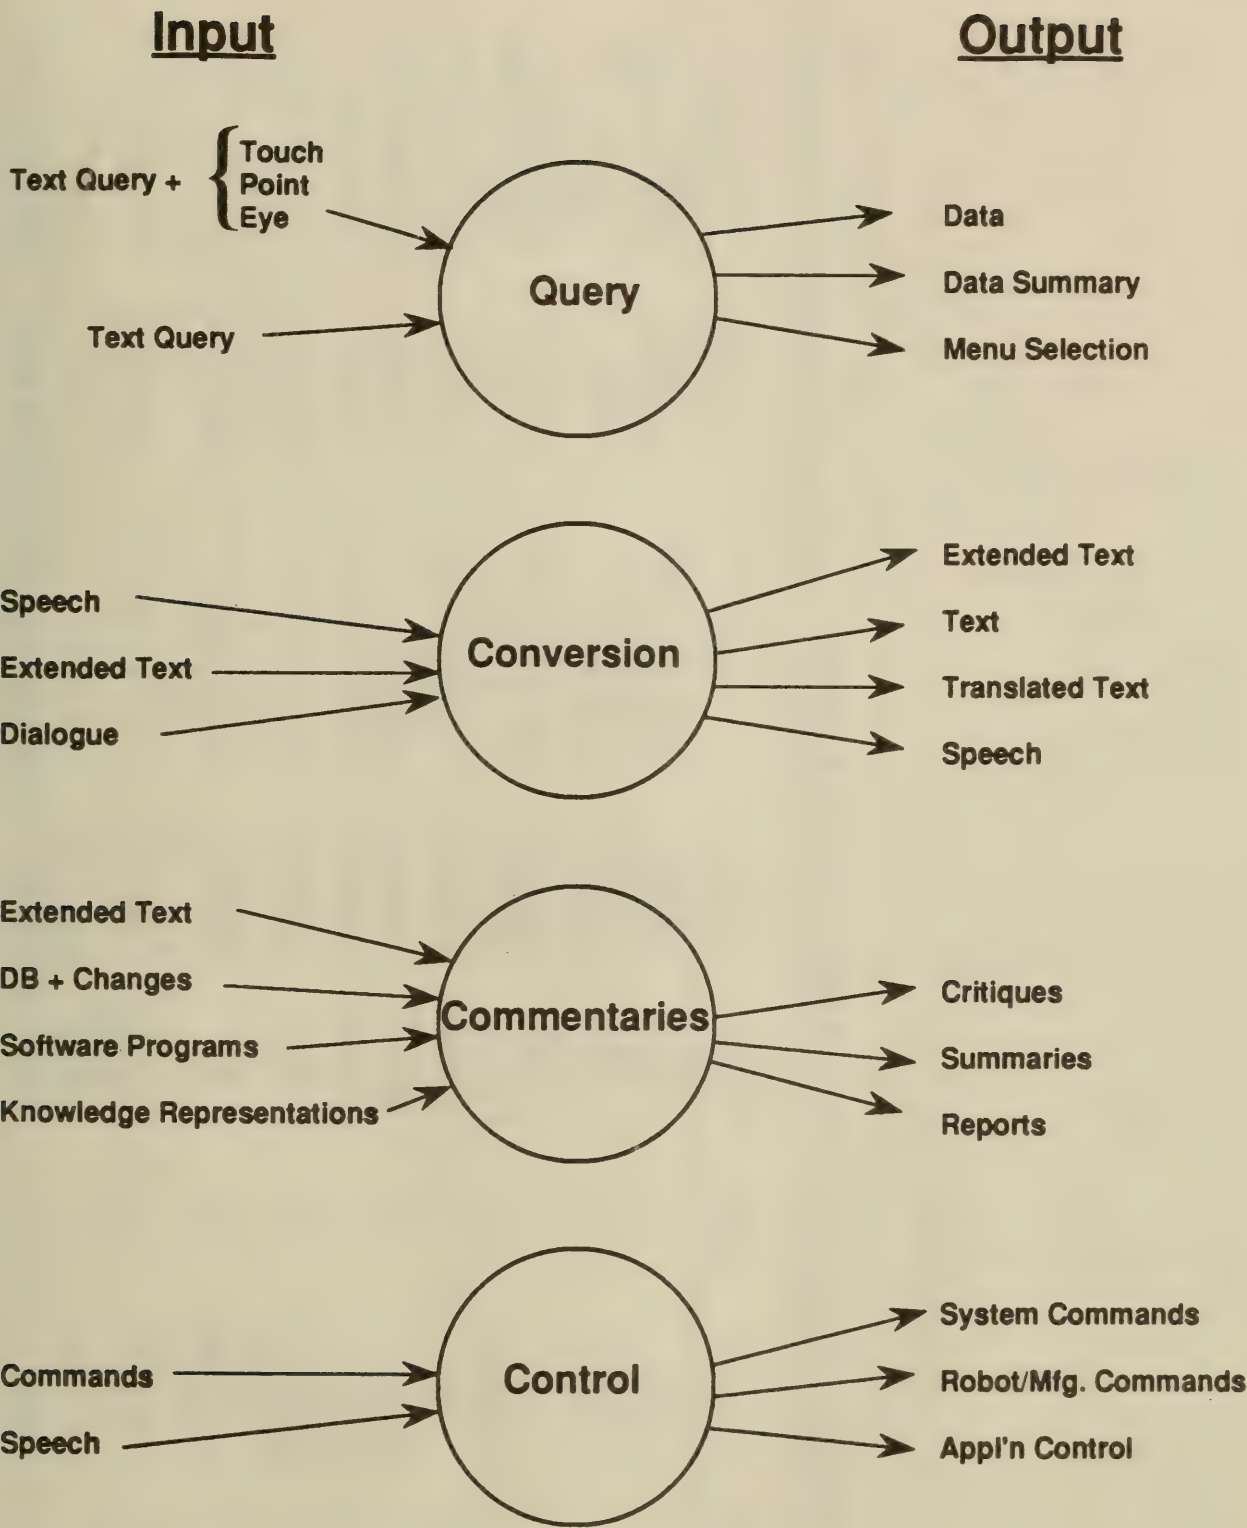 Input
Output
Text Query +
Touch
Point
Eye
Text Query
Query
Data
Data Summary
Menu Selection
Speech
Extended Text
Dialogue
Conversion
Extended Text
Text
Translated Text
Speech
Extended Text
DB + Changes
Software Programs
Knowledge Representations
Commentaries
Critiques
Summaries
Reports
Commands
Speech
Control
System Commands
Robot/Mfg. Commands
Appl'n Control